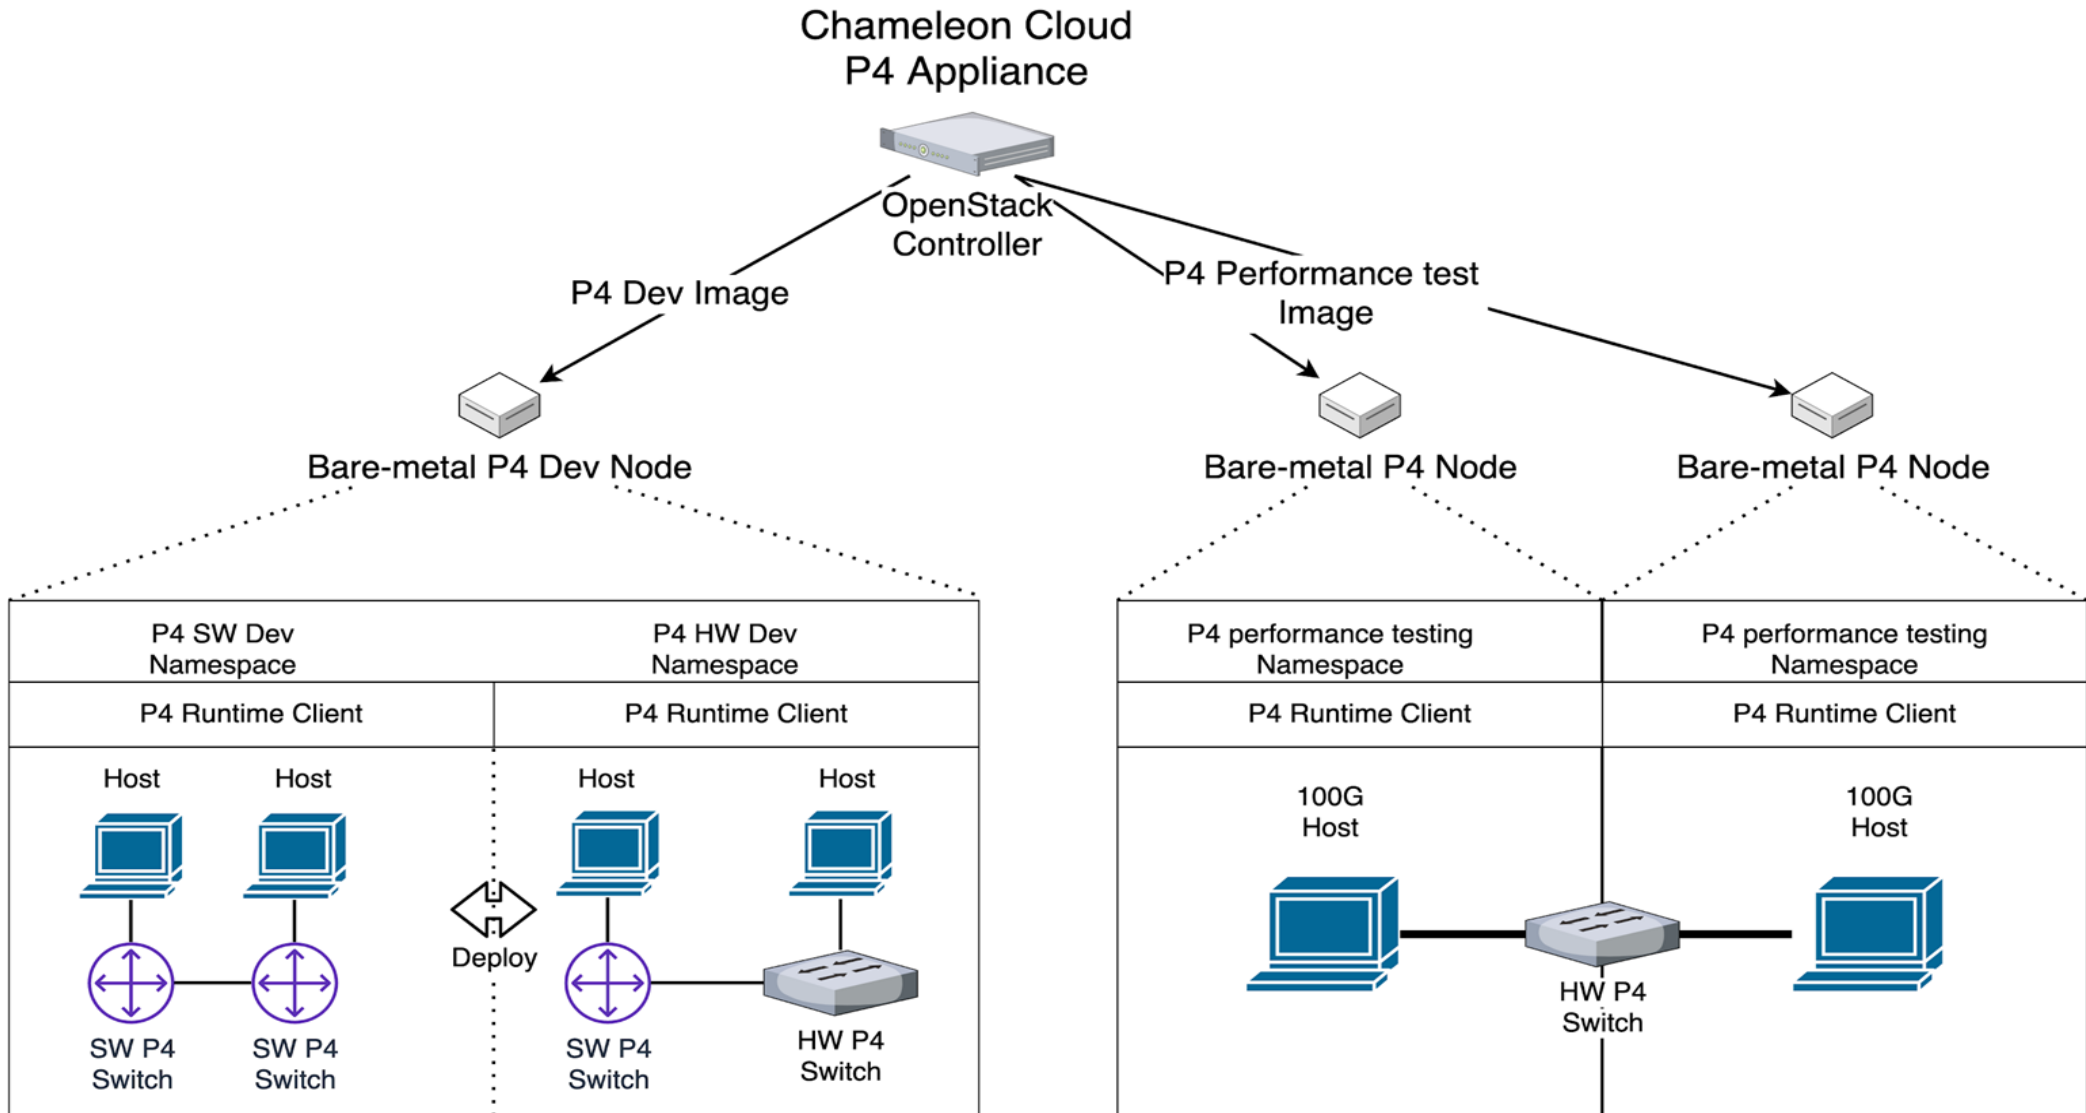 Chameleon Cloud
P4 Appliance
OpenStack
Controller
P4 Dev Image
P4 Performance test
Image
Bare-metal P4 Dev Node
Bare-metal P4 Node
Bare-metal P4 Node
P4 SW Dev
Namespace
P4 HW Dev
Namespace
P4 performance testing
Namespace
P4 performance testing
Namespace
P4 Runtime Client
P4 Runtime Client
P4 Runtime Client
P4 Runtime Client
Host
Host
Host
Host
100G
Host
100G
Host
Deploy
SW P4
Switch
SW P4
Switch
SW P4
Switch
HW P4
Switch
HW P4
Switch